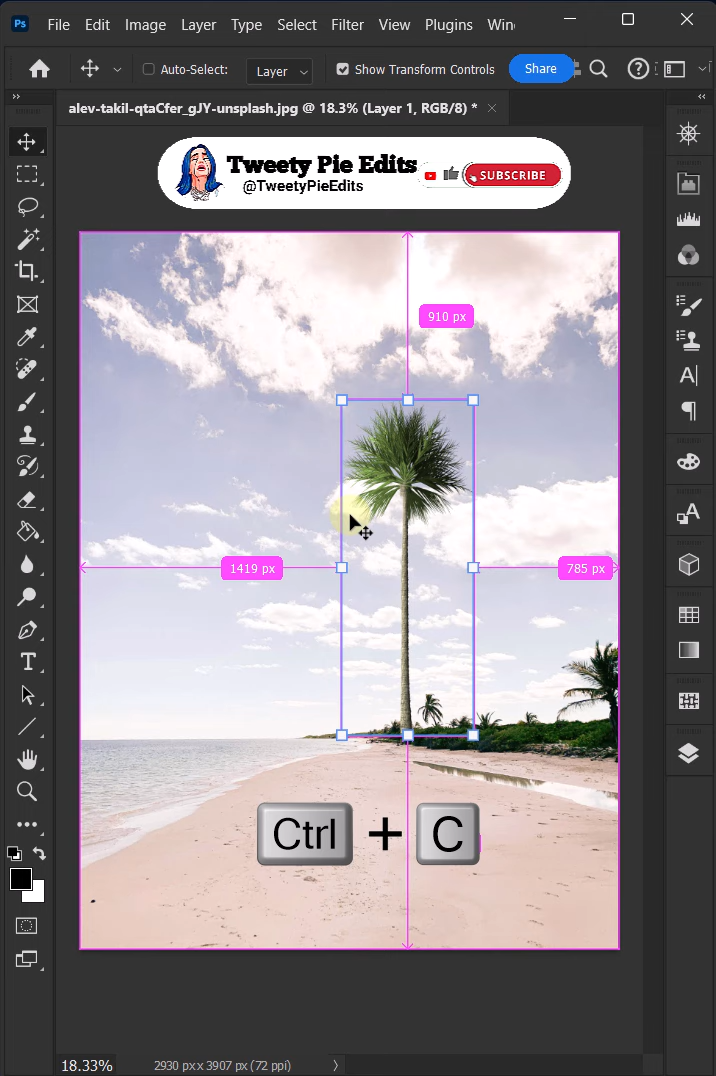 Ps File Edit Image Layer Type Select Filter View Plugins Win
Auto-Select: Layer Show Transform Controls Share
alev-takil-qtaCfer_gJY-unsplash.jpg @ 18.3% (Layer 1, RGB/8) *
Tweety Pie Edits
@TweetyPieEdits
SUBSCRIBE
910 px
1419 px
785 px
Ctrl + C
18.33% 2930 px x 3907 px (72 ppi)